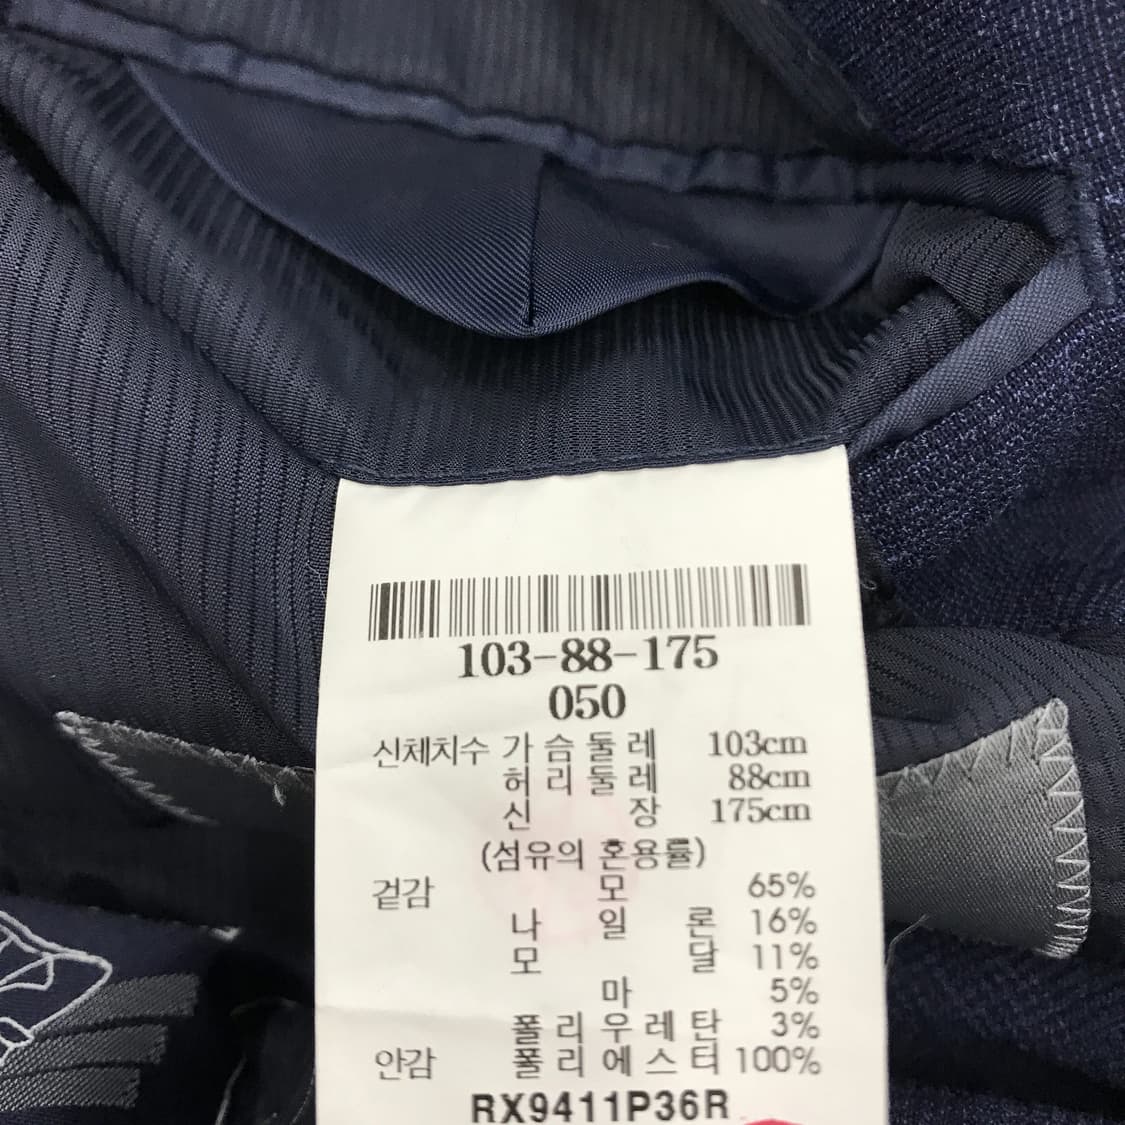 103-88-175
050
신체치수 가슴둘레 103cm
허리둘레 88cm
신장 175cm
(섬유의 혼용률)
겉감 모 65%
나일론 16%
모달 11%
마 5%
폴리우레탄 3%
안감 폴리에스터 100%
RX9411P36R